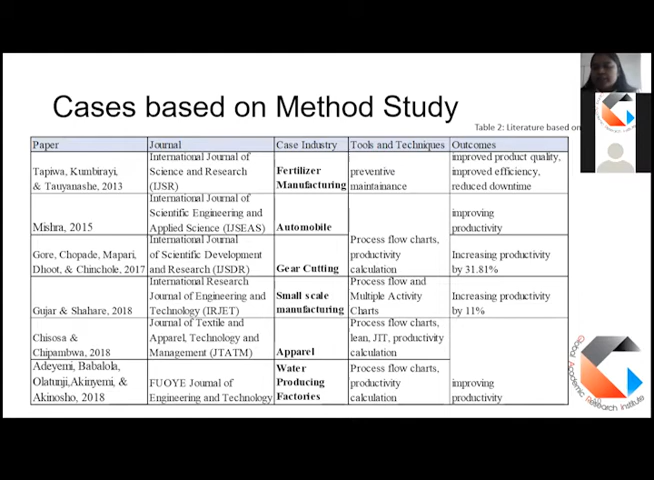 Cases based on Method Study
Table 2: Literature based on
Paper Journal Case Industry Tools and Techniques Outcomes
Tapiwa, Kumbirayi,
& Tauyanashe, 2013
International Journal of
Science and Research
(IJSR)
Fertilizer
Manufacturing
preventive
maintainance
improved product quality,
improved efficiency,
reduced downtime
Mishra, 2015
International Journal of
Scientific Engineering and
Applied Science (IJSEAS)
Automobile
improving
productivity
Gore, Chopade, Mapari,
Dhoot, & Chinchole, 2017
International Journal
of Scientific Development
and Research (IJSDR)
Gear Cutting
Process flow charts,
productivity
calculation
Increasing productivity
by 31.81%
Gujar & Shahare, 2018
International Research
Journal of Engineering and
Technology (IRJET)
Small scale
manufacturing
Process flow and
Multiple Activity
Charts
Increasing productivity
by 11%
Chisosa &
Chipambwa, 2018
Journal of Textile and
Apparel, Technology and
Management (JTATM)
Apparel
Process flow charts,
lean, JIT, productivity
calculation
Adeyemi, Babalola,
Olatunji,Akinyemi, &
Akinosho, 2018
FUOYE Journal of
Engineering and Technology
Water
Producing
Factories
Process flow charts,
productivity
calculation
improving
productivity
Global Academic Research Institute